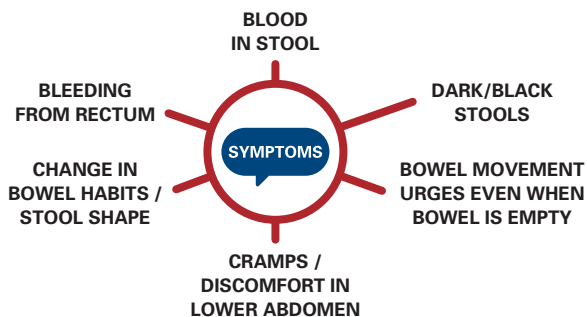 BLOOD
IN STOOL
BLEEDING
FROM RECTUM
DARK/BLACK
STOOLS
SYMPTOMS
CHANGE IN
BOWEL HABITS /
STOOL SHAPE
BOWEL MOVEMENT
URGES EVEN WHEN
BOWEL IS EMPTY
CRAMPS /
DISCOMFORT IN
LOWER ABDOMEN